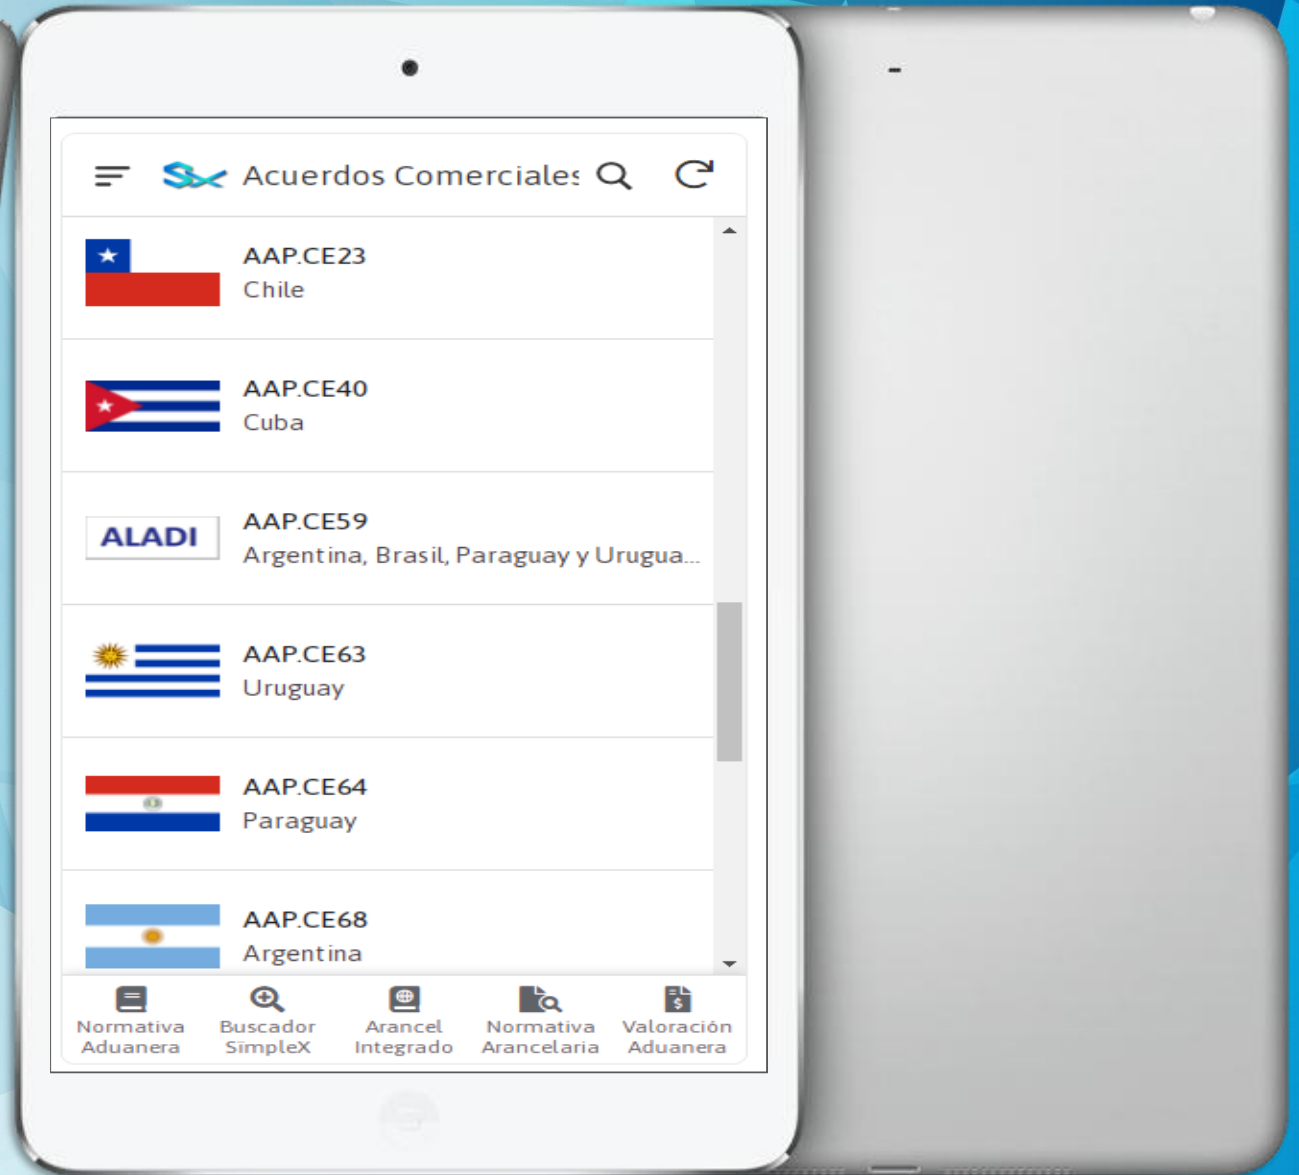 Acuerdos Comerciales
AAP.CE23
Chile
AAP.CE40
Cuba
ALADI
AAP.CE59
Argentina, Brasil, Paraguay y Urugua...
AAP.CE63
Uruguay
AAP.CE64
Paraguay
AAP.CE68
Argentina
Normativa
Aduanera
Buscador
SïmpleX
Arancel
Integrado
Normativa
Arancelaria
Valoración
Aduanera